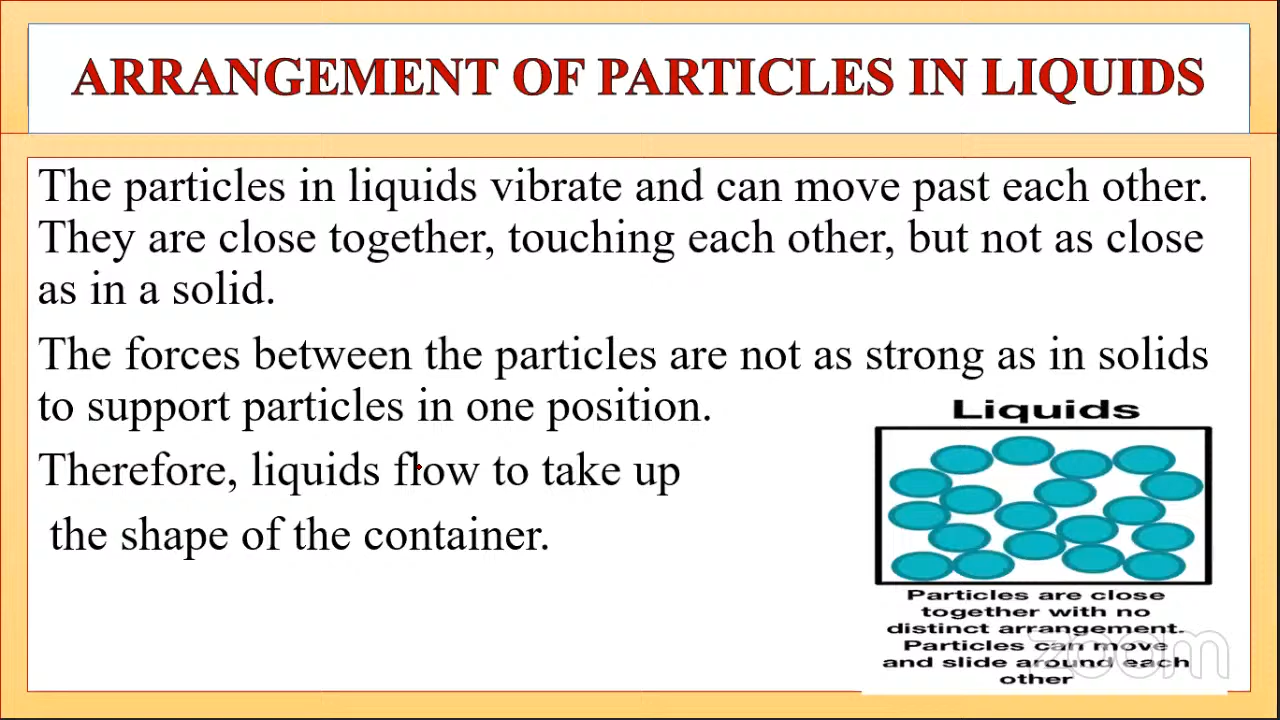 ARRANGEMENT OF PARTICLES IN LIQUIDS
The particles in liquids vibrate and can move past each other.
They are close together, touching each other, but not as close
as in a solid.
The forces between the particles are not as strong as in solids
to support particles in one position.
Therefore, liquids flow to take up
the shape of the container.
Liquids
Particles are close
together with no
distinct arrangement.
Particles can move
and slide around each
other
zoom